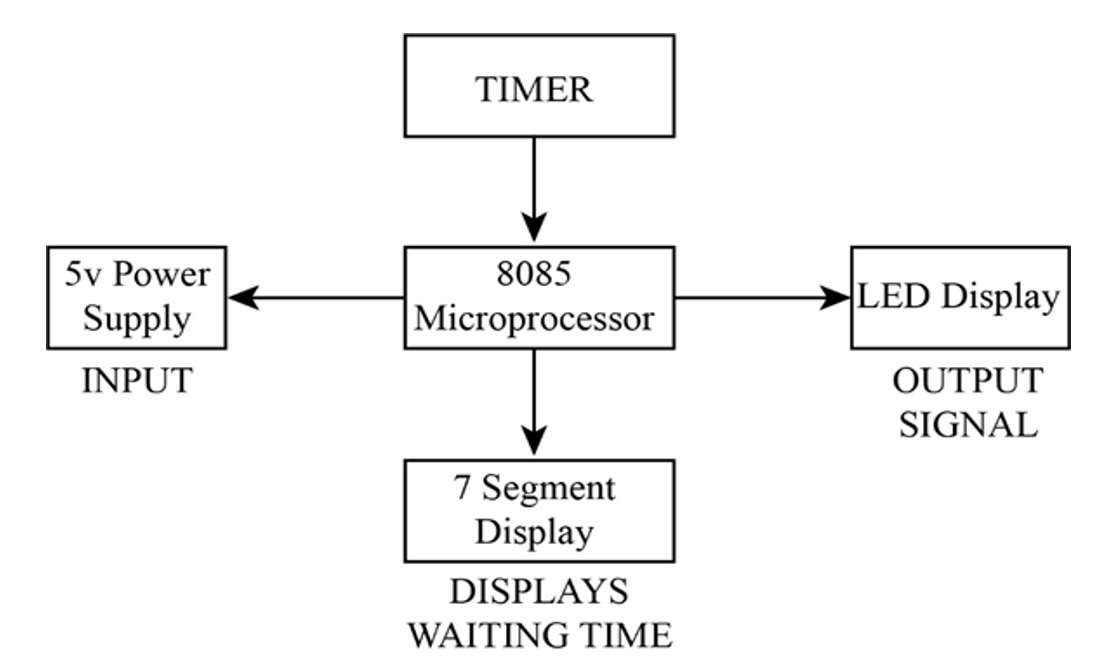 TIMER
5v Power
Supply
INPUT
8085
Microprocessor
LED Display
OUTPUT
SIGNAL
7 Segment
Display
DISPLAYS
WAITING TIME